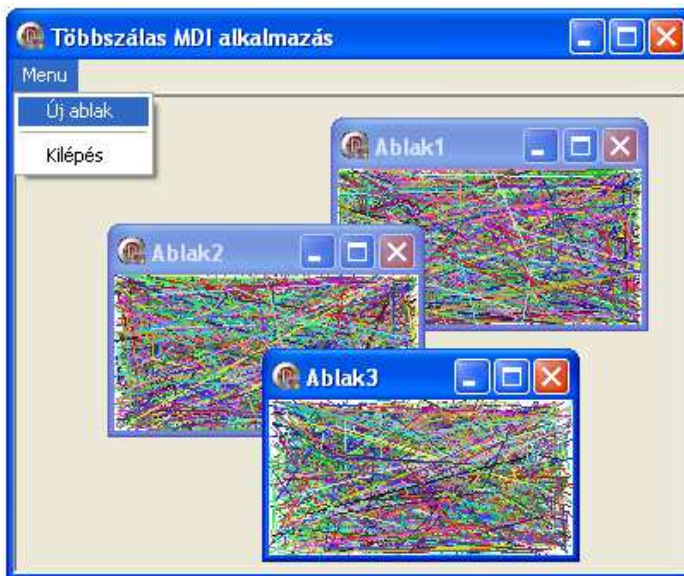 Többszálas MDI alkalmazás
Menu
Új ablak
Kilépés
Ablak1
Ablak2
Ablak3